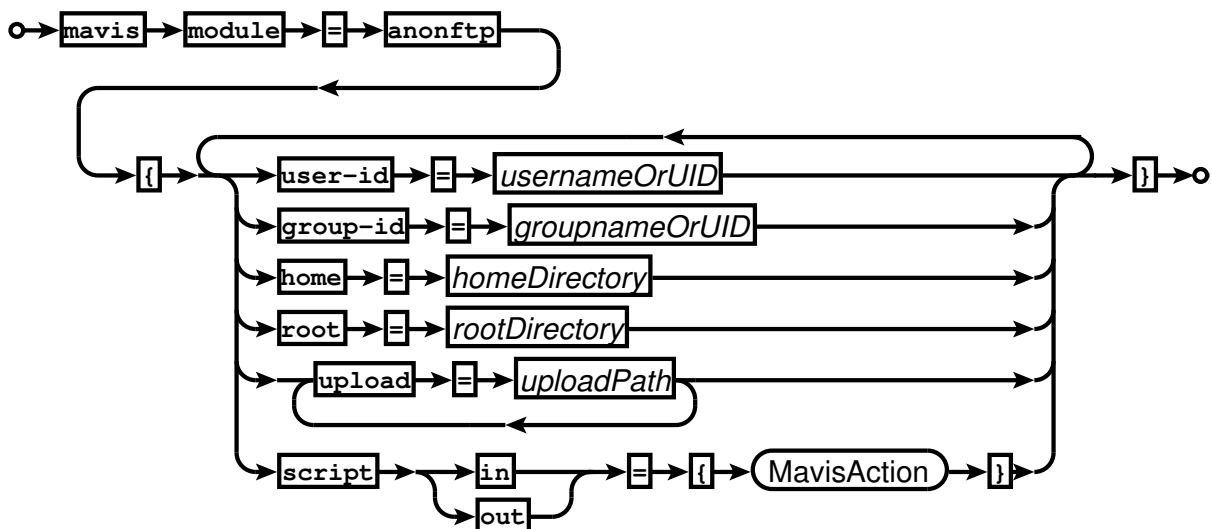 mavis module = anonftp
{ user-id = usernameOrUID }
group-id = groupnameOrUID
home = homeDirectory
root = rootDirectory
upload = uploadPath
script in = { MavisAction }
out